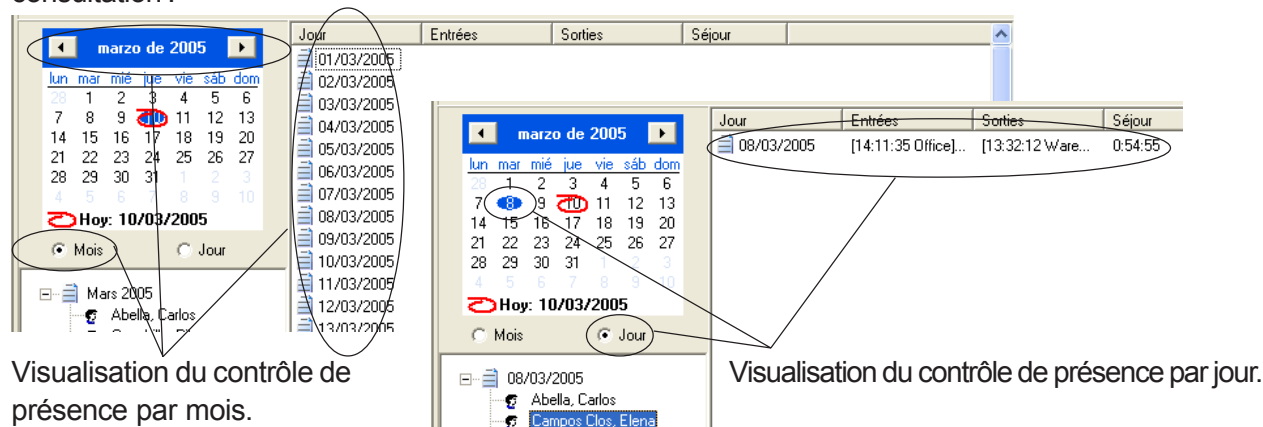 consultation :
marzo de 2005
lun mar mié jue vie sáb dom
28 1 2 3 4 5 6
7 8 9 10 11 12 13
14 15 16 17 18 19 20
21 22 23 24 25 26 27
28 29 30 31 1 2 3
4 5 6 7 8 9 10
Hoy: 10/03/2005
Mois Jour
Mars 2005
Abella, Carlos
Jour Entrées Sorties Séjour
01/03/2005
02/03/2005
03/03/2005
04/03/2005
05/03/2005
06/03/2005
07/03/2005
08/03/2005
09/03/2005
10/03/2005
11/03/2005
12/03/2005
13/03/2005
Visualisation du contrôle de
présence par mois.
marzo de 2005
lun mar mié jue vie sáb dom
28 1 2 3 4 5 6
7 8 9 10 11 12 13
14 15 16 17 18 19 20
21 22 23 24 25 26 27
28 29 30 31 1 2 3
4 5 6 7 8 9 10
Hoy: 10/03/2005
Mois Jour
08/03/2005
Abella, Carlos
Campos Clos, Elena
Jour Entrées Sorties Séjour
08/03/2005 [14:11:35 Office]... [13:32:12 Ware... 0:54:55
Visualisation du contrôle de présence par jour.